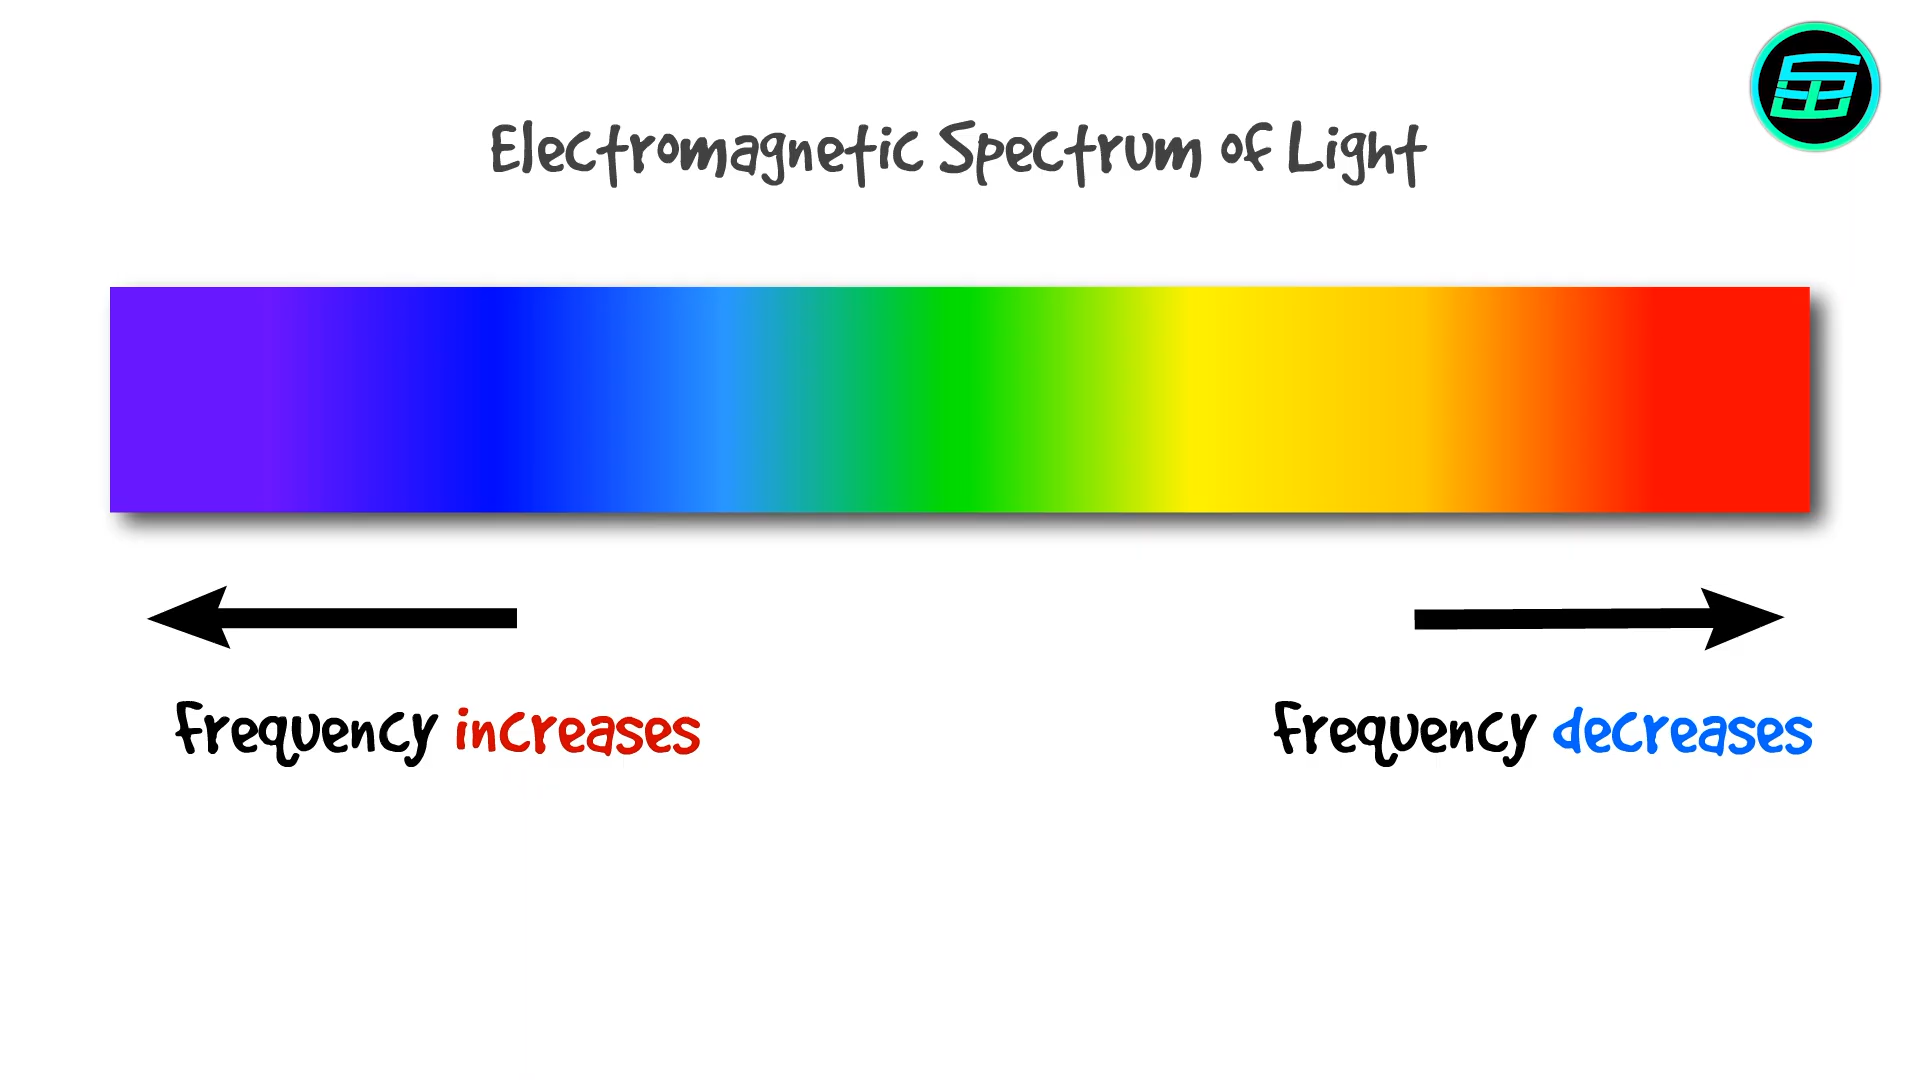 Electromagnetic Spectrum of Light
Frequency increases
Frequency decreases